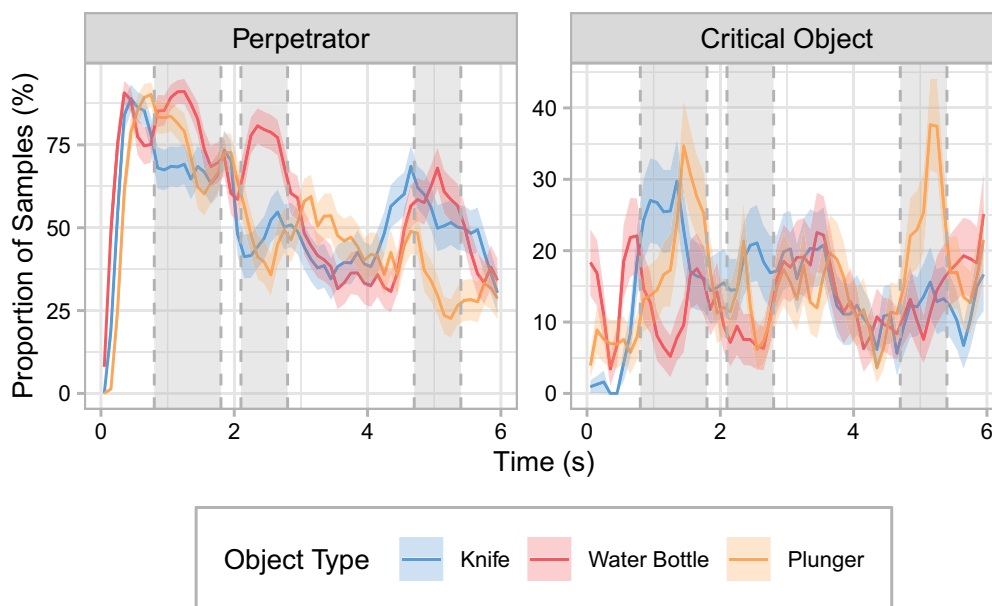 Perpetrator
Critical Object
Proportion of Samples (%)
75
50
25
0
40
30
20
10
0
0 2 4 6
0 2 4 6
Time (s)
Object Type Knife Water Bottle Plunger